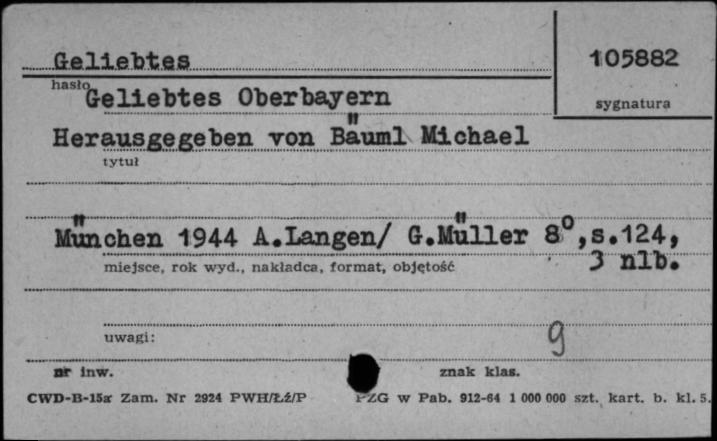 Geliebtes
105882
hasło
Geliebtes Oberbayern
sygnatura
Herausgegeben von Bäuml Michael
tytuł
München 1944 A.Langen/ G.Müller 8⁰,s.124,
3 nlb.
miejsce, rok wyd., nakładca, format, objętość
uwagi:
9
nr inw.
znak klas.
CWD-B-15a Zam. Nr 2924 PWH/Łż/P PZG w Pab. 912-64 1 000 000 szt. kart. b. kl. 5.